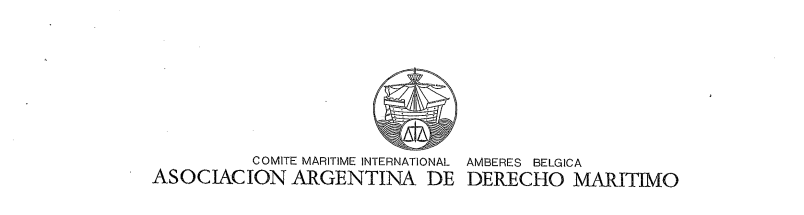 COMITE MARITIME INTERNATIONAL AMBERES BELGICA
ASOCIACION ARGENTINA DE DERECHO MARITIMO